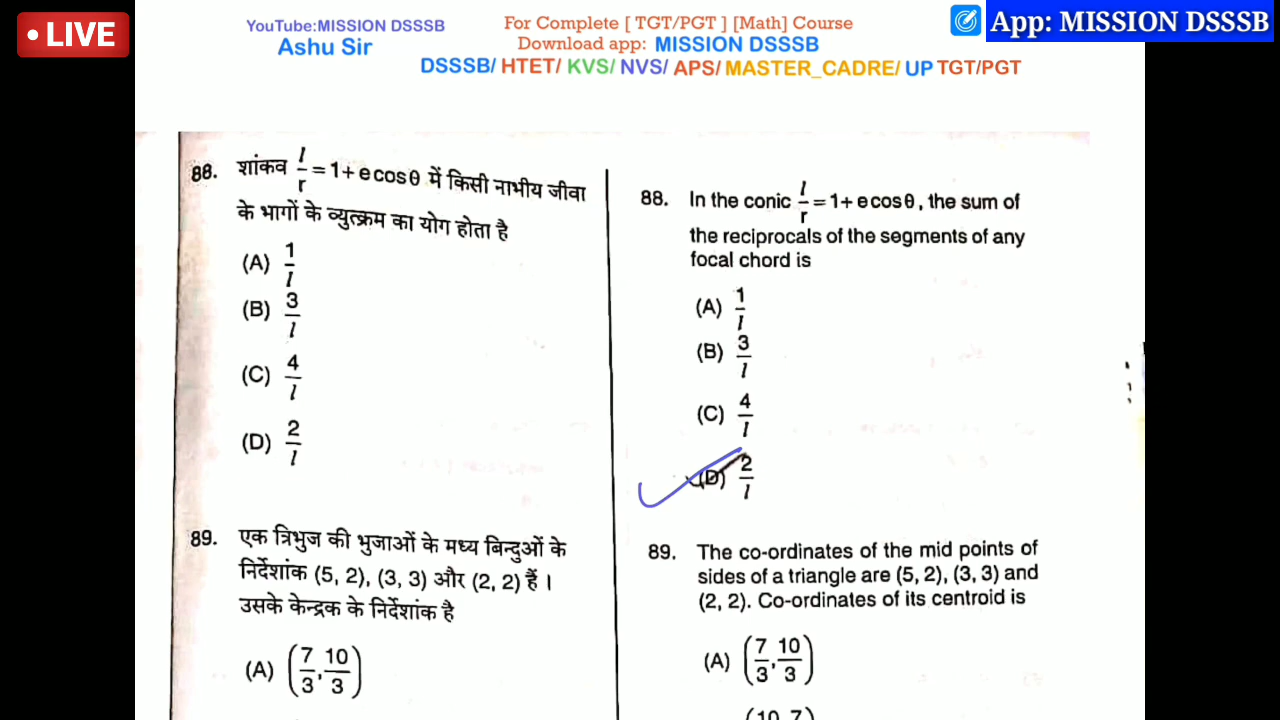 • LIVE
YouTube:MISSION DSSSB
Ashu Sir
For Complete [ TGT/PGT ] [Math] Course
Download app: MISSION DSSSB
DSSSB/ HTET/ KVS/ NVS/ APS/ MASTER_CADRE/ UP TGT/PGT
App: MISSION DSSSB
88. शांकव l/r = 1+ e cos θ में किसी नाभीय जीवा
के भागों के व्युत्क्रम का योग होता है
(A) 1/l
(B) 3/l
(C) 4/l
(D) 2/l
89. एक त्रिभुज की भुजाओं के मध्य बिन्दुओं के
निर्देशांक (5, 2), (3, 3) और (2, 2) हैं ।
उसके केन्द्रक के निर्देशांक है
(A) (7/3, 10/3)
88. In the conic l/r = 1+ e cos θ, the sum of
the reciprocals of the segments of any
focal chord is
(A) 1/l
(B) 3/l
(C) 4/l
(D) 2/l
89. The co-ordinates of the mid points of
sides of a triangle are (5, 2), (3, 3) and
(2, 2). Co-ordinates of its centroid is
(A) (7/3, 10/3)
(10 7